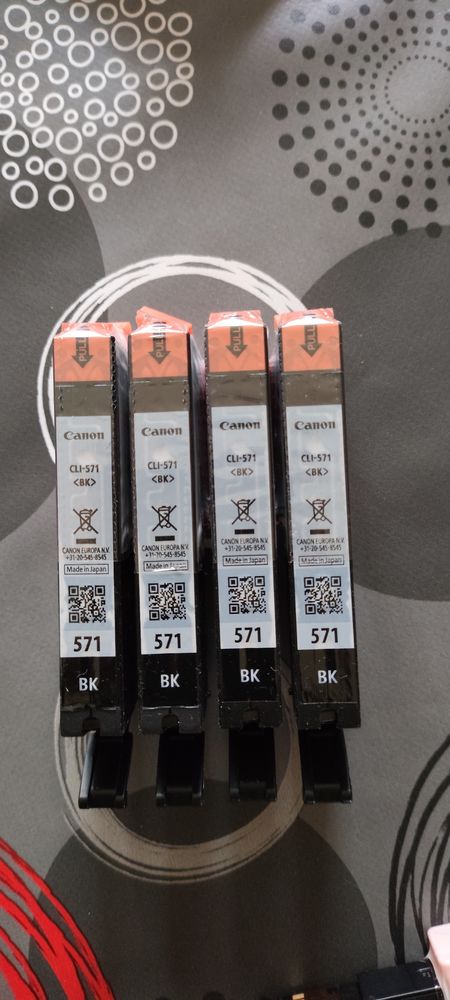 PULL
Canon
CLI-571
<BK>
CANON EUROPA N.V.
+31-20-545-8545
Made in Japan
571
BK
PULL
Canon
CLI-571
<BK>
CANON EUROPA N.V.
+31-20-545-8545
Made in Japan
571
BK
PULL
Canon
CLI-571
<BK>
CANON EUROPA N.V.
+31-20-545-8545
Made in Japan
571
BK
PULL
Canon
CLI-571
<BK>
CANON EUROPA N.V.
+31-20-545-8545
Made in Japan
571
BK